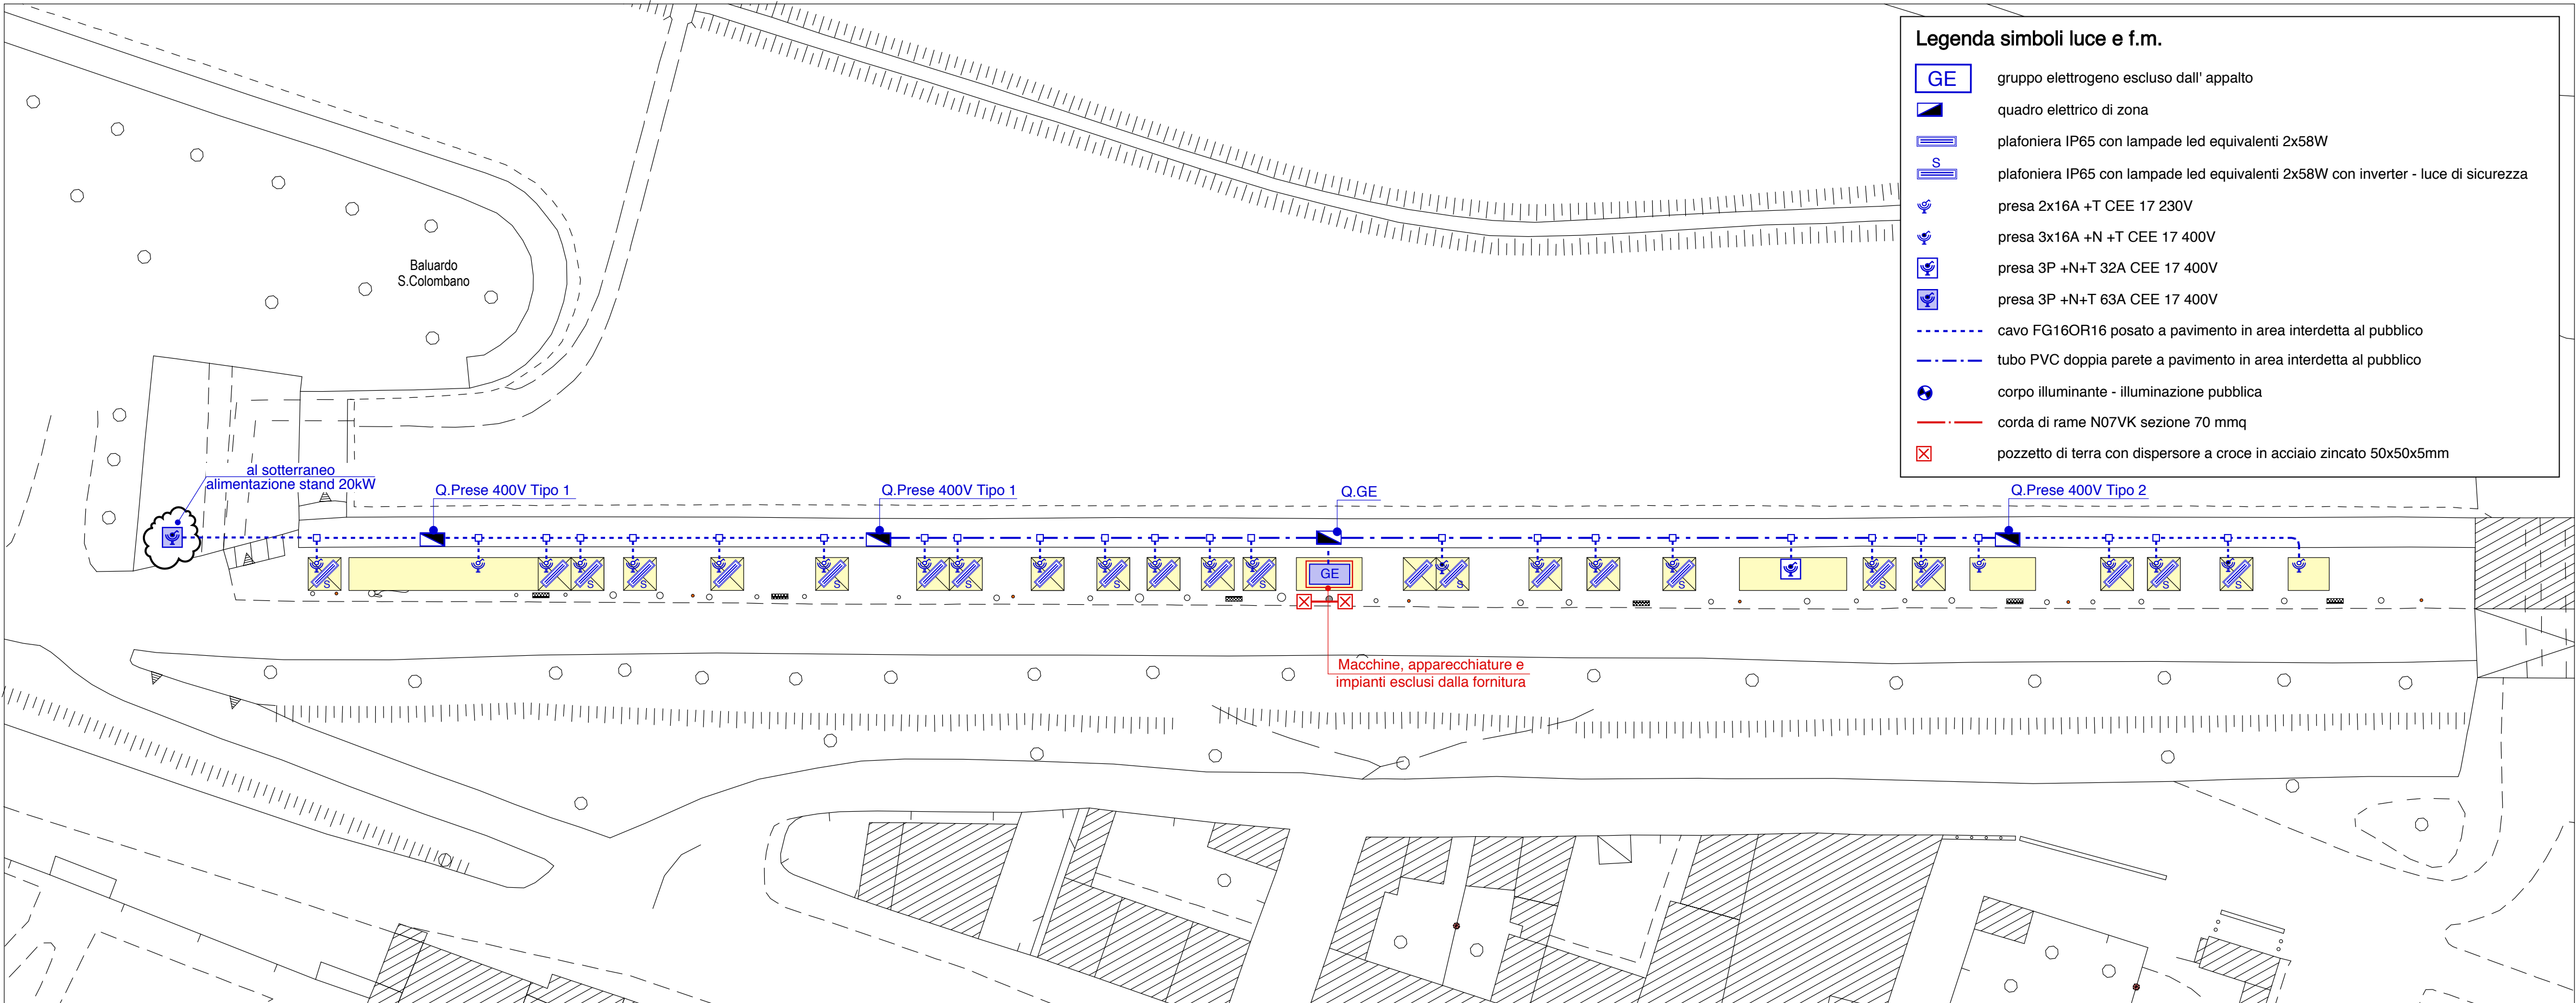 Legenda simboli luce e f.m.
GE gruppo elettrogeno escluso dall' appalto
quadro elettrico di zona
plafoniera IP65 con lampade led equivalenti 2x58W
S plafoniera IP65 con lampade led equivalenti 2x58W con inverter - luce di sicurezza
presa 2x16A +T CEE 17 230V
presa 3x16A +N +T CEE 17 400V
presa 3P +N+T 32A CEE 17 400V
presa 3P +N+T 63A CEE 17 400V
cavo FG16OR16 posato a pavimento in area interdetta al pubblico
tubo PVC doppia parete a pavimento in area interdetta al pubblico
corpo illuminante - illuminazione pubblica
corda di rame N07VK sezione 70 mmq
pozzetto di terra con dispersore a croce in acciaio zincato 50x50x5mm
Baluardo
S.Colombano
al sotterraneo
alimentazione stand 20kW
Q.Prese 400V Tipo 1
Q.Prese 400V Tipo 1
Q.GE
Q.Prese 400V Tipo 2
S S S S S S S GE S S S S S
Macchine, apparecchiature e
impianti esclusi dalla fornitura